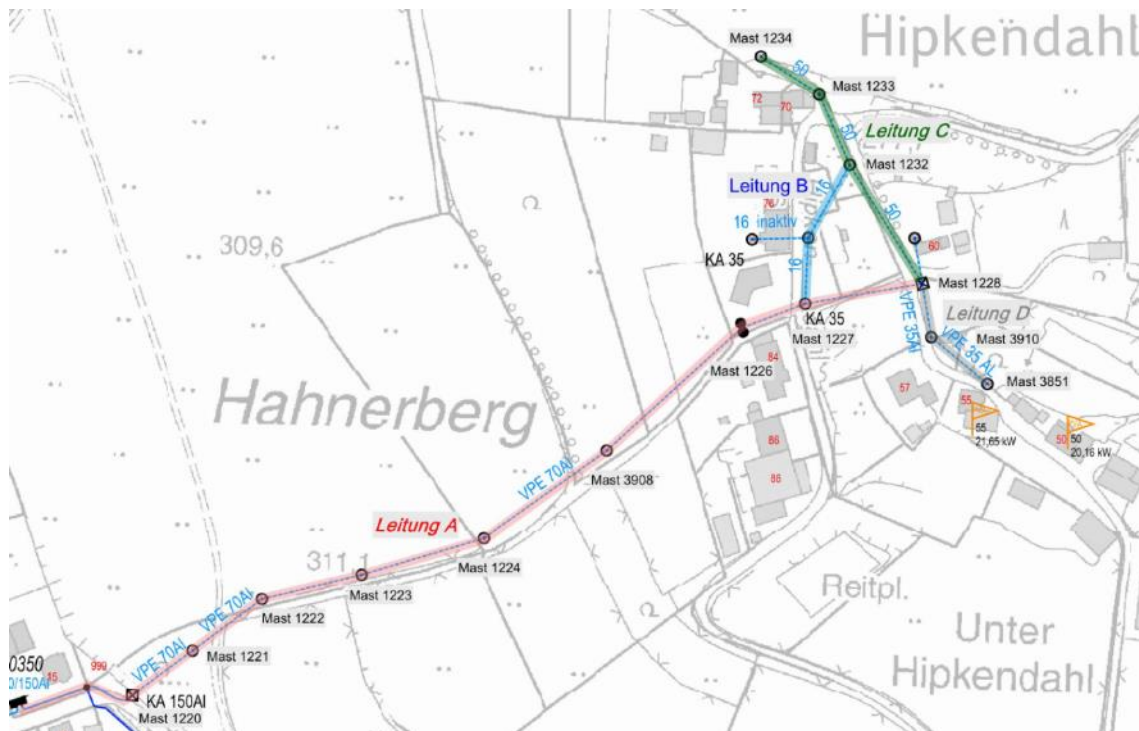 Hipkendahl
Mast 1234
50
Mast 1233
72
70
50
Leitung C
Mast 1232
Leitung B
16
76
16 inaktiv
50
60
309,6
KA 35
16
Mast 1228
VPE 35Al
Leitung D
KA 35
Mast 1227
Mast 3910
VPE 35 AL
Mast 1226
84
Mast 3851
57
55
55
21,65 kW
50
50
20,16 kW
Hahnerberg
86
88
VPE 70Al
Mast 3908
Leitung A
311,1
Mast 1224
Mast 1223
Reitpl.
VPE 70Al
Mast 1222
Unter
Hipkendahl
VPE 70Al
Mast 1221
0350
15
999
0/150Al
KA 150Al
Mast 1220